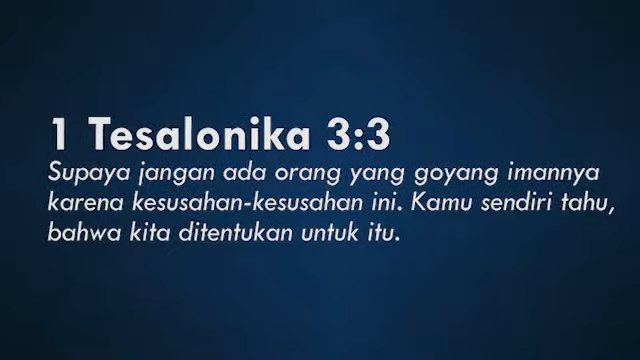 1 Tesalonika 3:3
Supaya jangan ada orang yang goyang imannya
karena kesusahan-kesusahan ini. Kamu sendiri tahu,
bahwa kita ditentukan untuk itu.